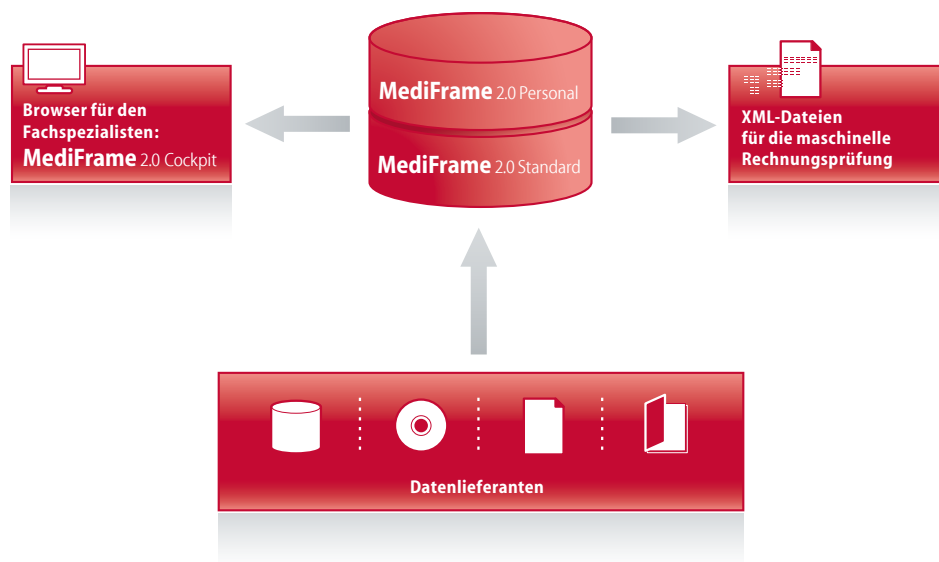 MediFrame 2.0 Personal
MediFrame 2.0 Standard
Browser für den
Fachspezialisten:
MediFrame 2.0 Cockpit
XML-Dateien
für die maschinelle
Rechnungsprüfung
Datenlieferanten